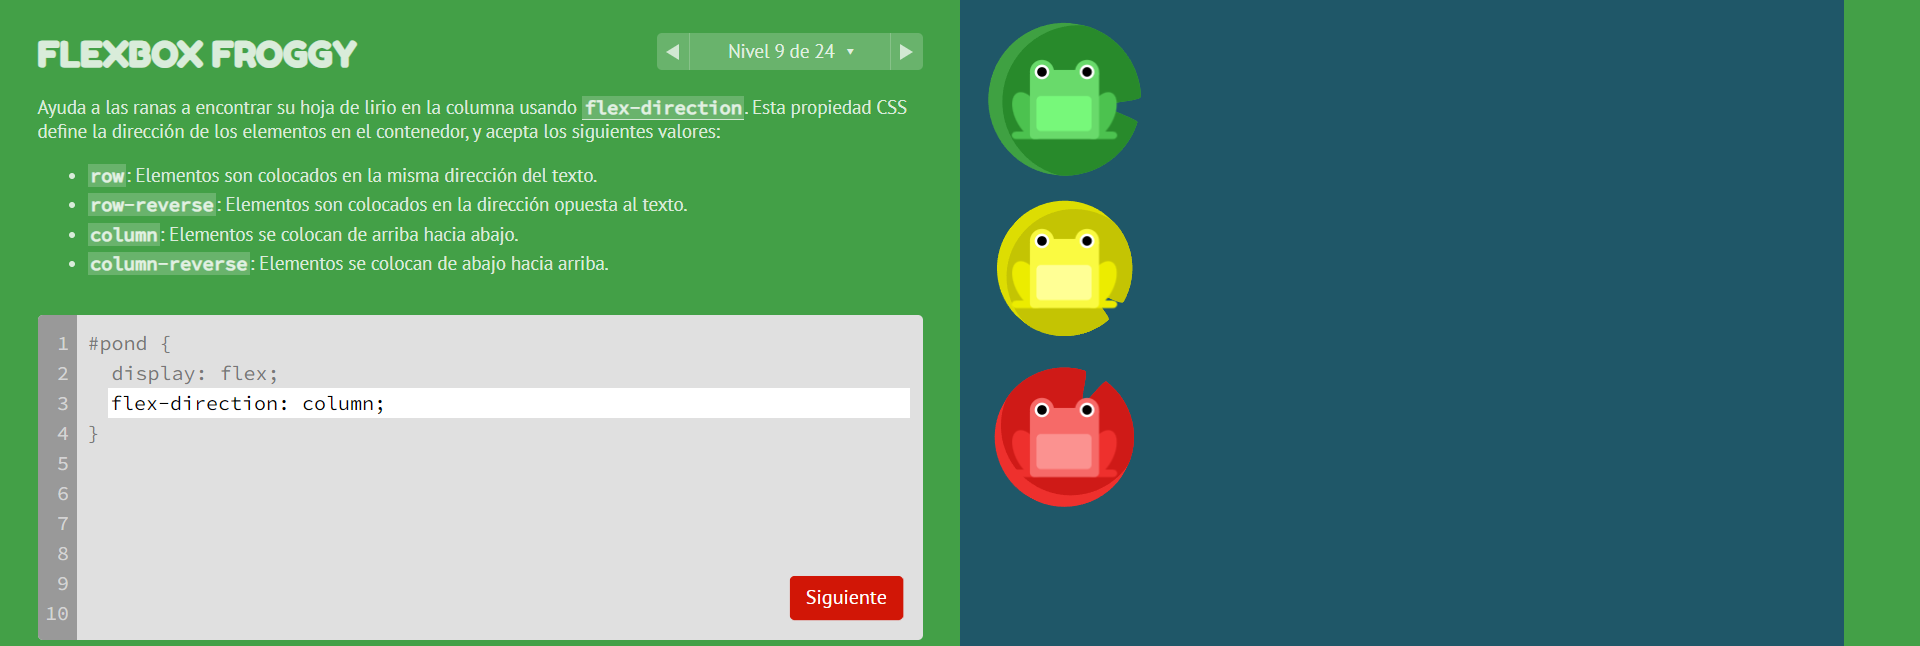 FLEXBOX FROGGY
Nivel 9 de 24
Ayuda a las ranas a encontrar su hoja de lirio en la columna usando flex-direction. Esta propiedad CSS
define la dirección de los elementos en el contenedor, y acepta los siguientes valores:
• row: Elementos son colocados en la misma dirección del texto.
• row-reverse: Elementos son colocados en la dirección opuesta al texto.
• column: Elementos se colocan de arriba hacia abajo.
• column-reverse: Elementos se colocan de abajo hacia arriba.
1 #pond {
2 display: flex;
3 flex-direction: column;
4 }
5
6
7
8
9
10
Siguiente